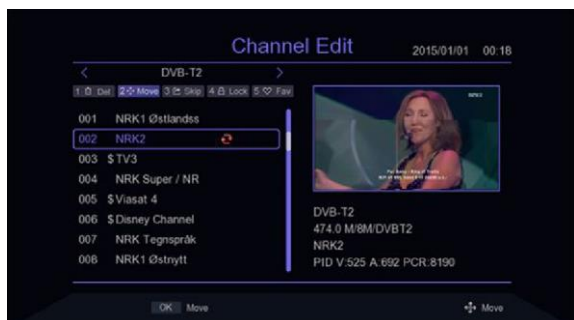 Channel Edit
2015/01/01 00:18
DVB-T2
1 Del 2 Move 3 Skip 4 Lock 5 Fav
001 NRK1 Østlandss
002 NRK2
003 $ TV3
004 NRK Super / NR
005 $ Viasat 4
006 $ Disney Channel
007 NRK Tegnspråk
008 NRK1 Østnytt
DVB-T2
474.0 M/8M/DVBT2
NRK2
PID V:525 A:692 PCR:8190
OK Move
Move